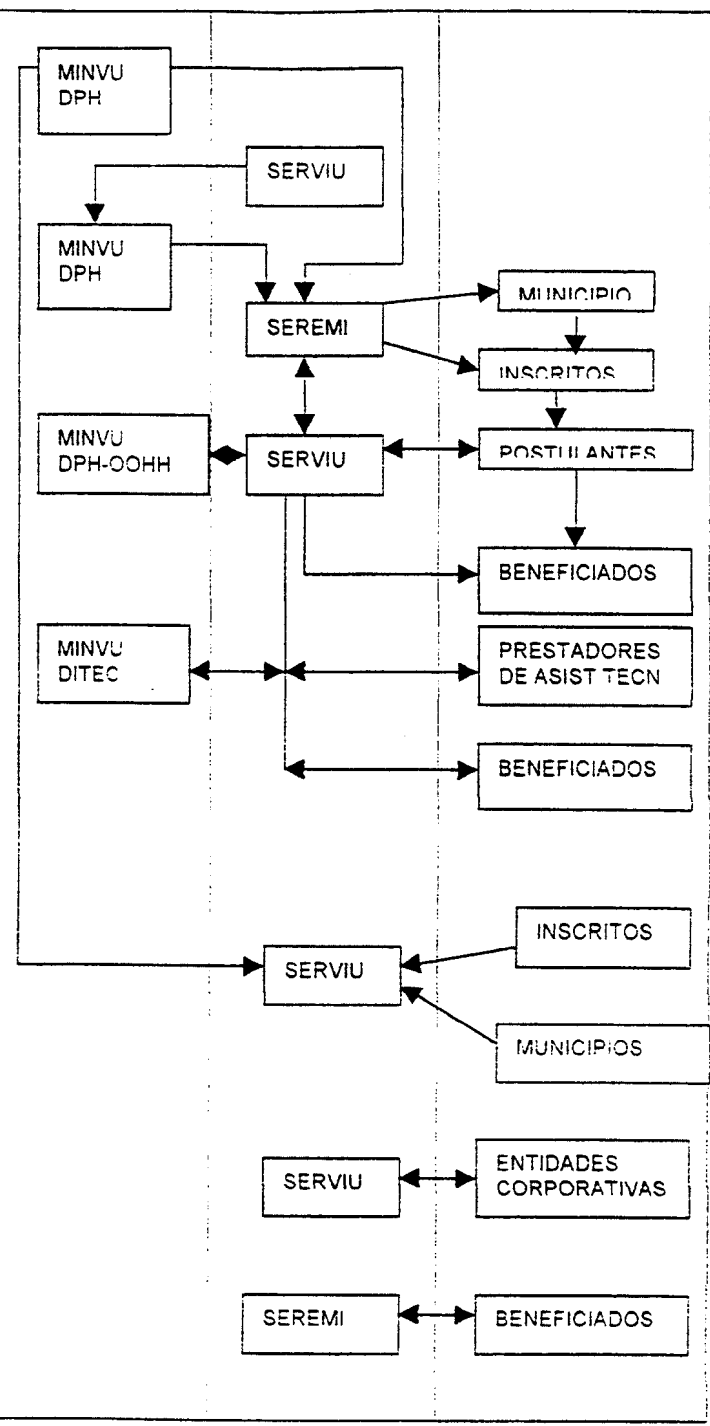 MINVU
DPH
SERVIU
MINVU
DPH
MUNICIPIO
SEREMI
INSCRITOS
MINVU
DPH-OOHH
SERVIU
POSTULANTES
BENEFICIADOS
MINVU
DITEC
PRESTADORES
DE ASIST TECN
BENEFICIADOS
INSCRITOS
SERVIU
MUNICIPIOS
SERVIU
ENTIDADES
CORPORATIVAS
SEREMI
BENEFICIADOS